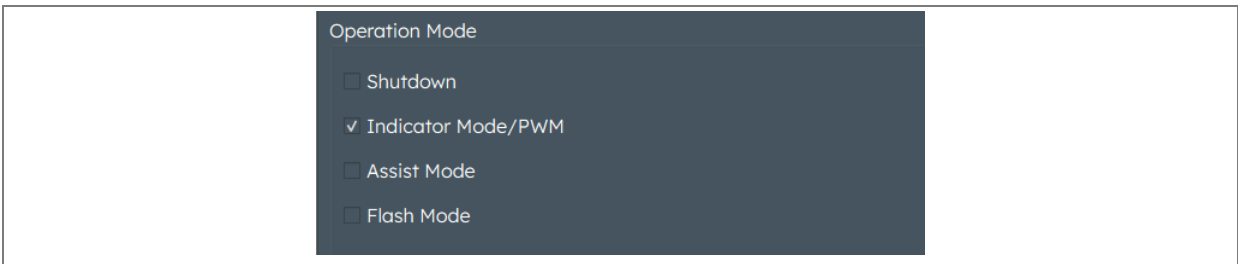 Operation Mode
Shutdown
Indicator Mode/PWM
Assist Mode
Flash Mode